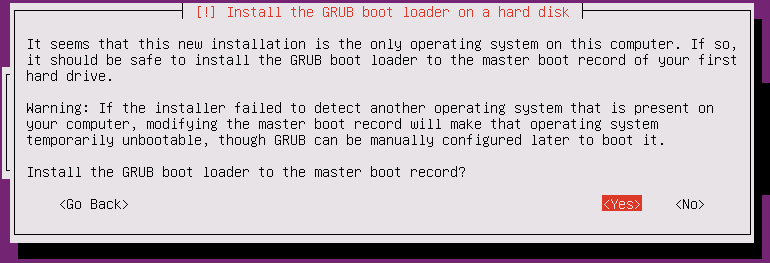 [!] Install the GRUB boot loader on a hard disk
It seems that this new installation is the only operating system on this computer. If so,
it should be safe to install the GRUB boot loader to the master boot record of your first
hard drive.
Warning: If the installer failed to detect another operating system that is present on
your computer, modifying the master boot record will make that operating system
temporarily unbootable, though GRUB can be manually configured later to boot it.
Install the GRUB boot loader to the master boot record?
<Go Back> <Yes> <No>